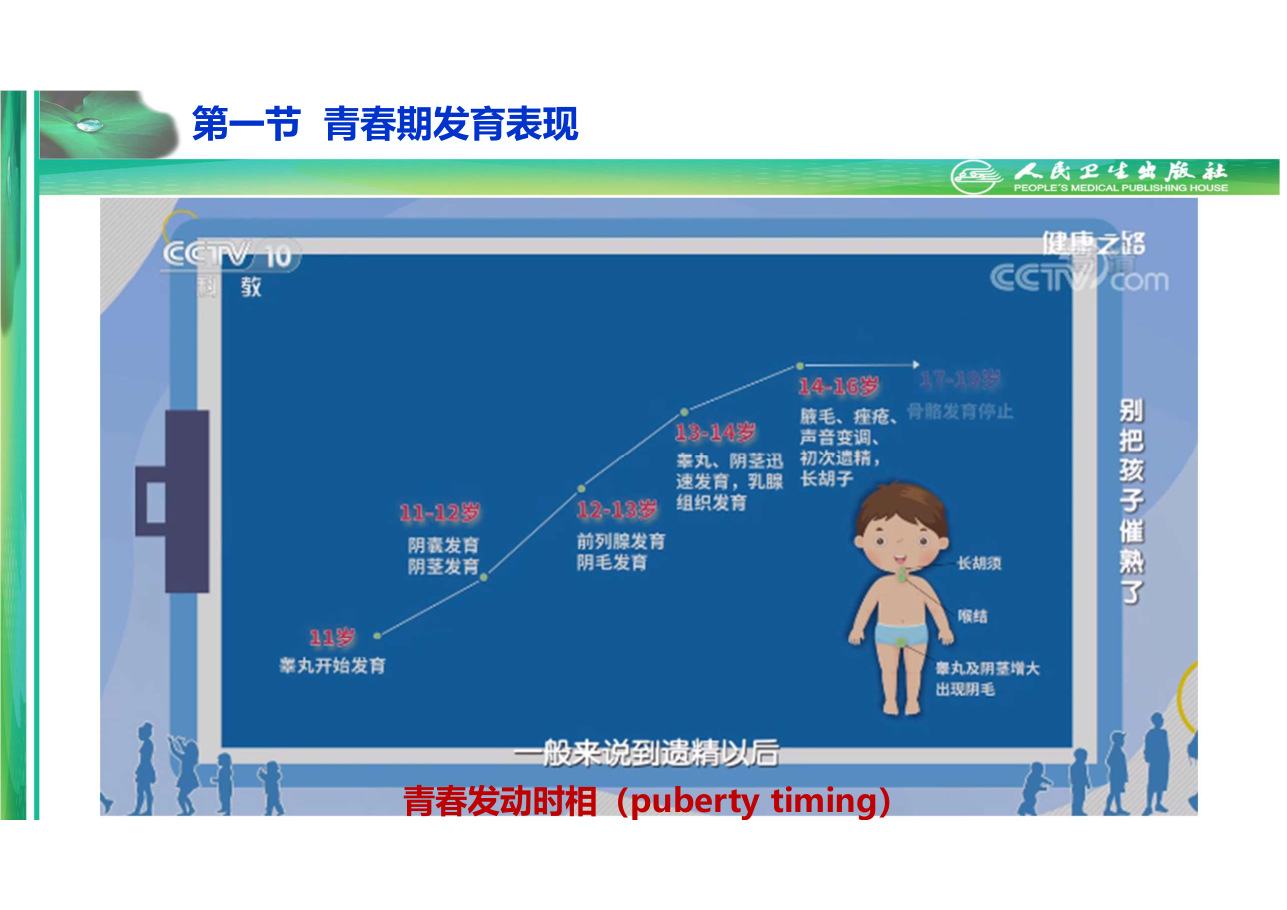 第一节 青春期发育表现
人民卫生出版社
PEOPLE'S MEDICAL PUBLISHING HOUSE
CCTV 10
科 教
健康之路
CCTV com
14-16岁
腋毛、痤疮、
声音变调、
初次遗精，
长胡子
17-18岁
骨骼发育停止
13-14岁
睾丸、阴茎迅
速发育，乳腺
组织发育
11-12岁
阴囊发育
阴茎发育
12-13岁
前列腺发育
阴毛发育
11岁
睾丸开始发育
长胡须
喉结
睾丸及阴茎增大
出现阴毛
别把孩子催熟了
一般来说到遗精以后
青春发动时相（puberty timing）